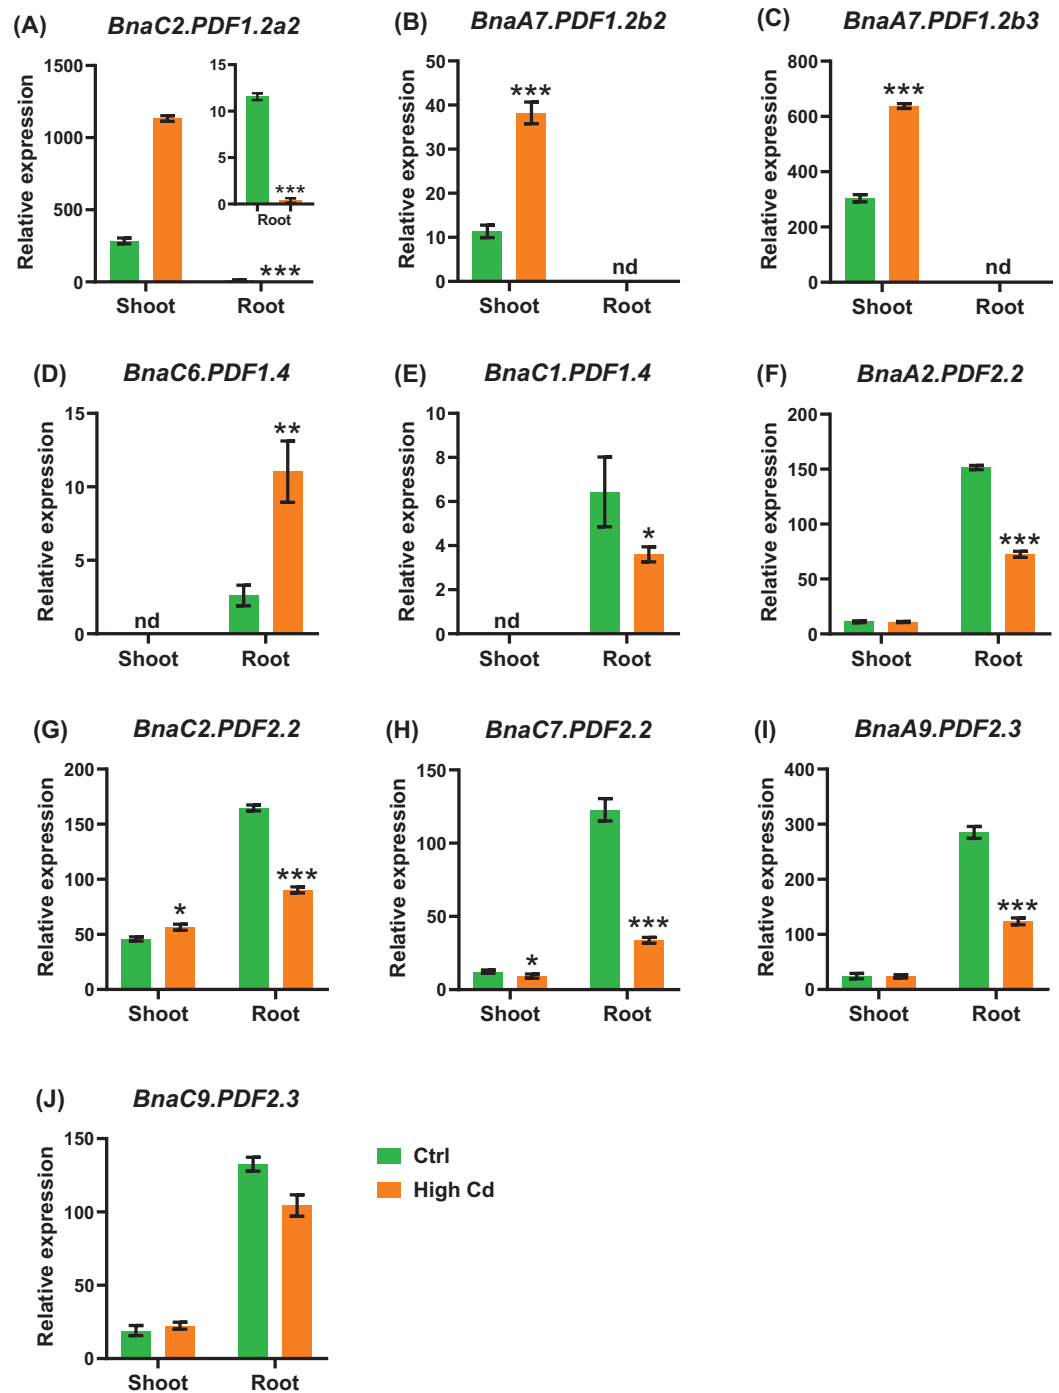 (A) BnaC2.PDF1.2a2
Relative expression
1500
1000
500
0
15
10
5
0
***
Root
***
Shoot Root
(B) BnaA7.PDF1.2b2
Relative expression
50
40
30
20
10
0
***
nd
Shoot Root
(C) BnaA7.PDF1.2b3
Relative expression
800
600
400
200
0
***
nd
Shoot Root
(D) BnaC6.PDF1.4
Relative expression
15
10
5
0
**
nd
Shoot Root
(E) BnaC1.PDF1.4
Relative expression
8
6
4
2
0
*
nd
Shoot Root
(F) BnaA2.PDF2.2
Relative expression
200
150
100
50
0
***
Shoot Root
(G) BnaC2.PDF2.2
Relative expression
200
150
100
50
0
* ***
Shoot Root
(H) BnaC7.PDF2.2
Relative expression
150
100
50
0
* ***
Shoot Root
(I) BnaA9.PDF2.3
Relative expression
400
300
200
100
0
***
Shoot Root
(J) BnaC9.PDF2.3
Relative expression
150
100
50
0
Shoot Root
Ctrl
High Cd